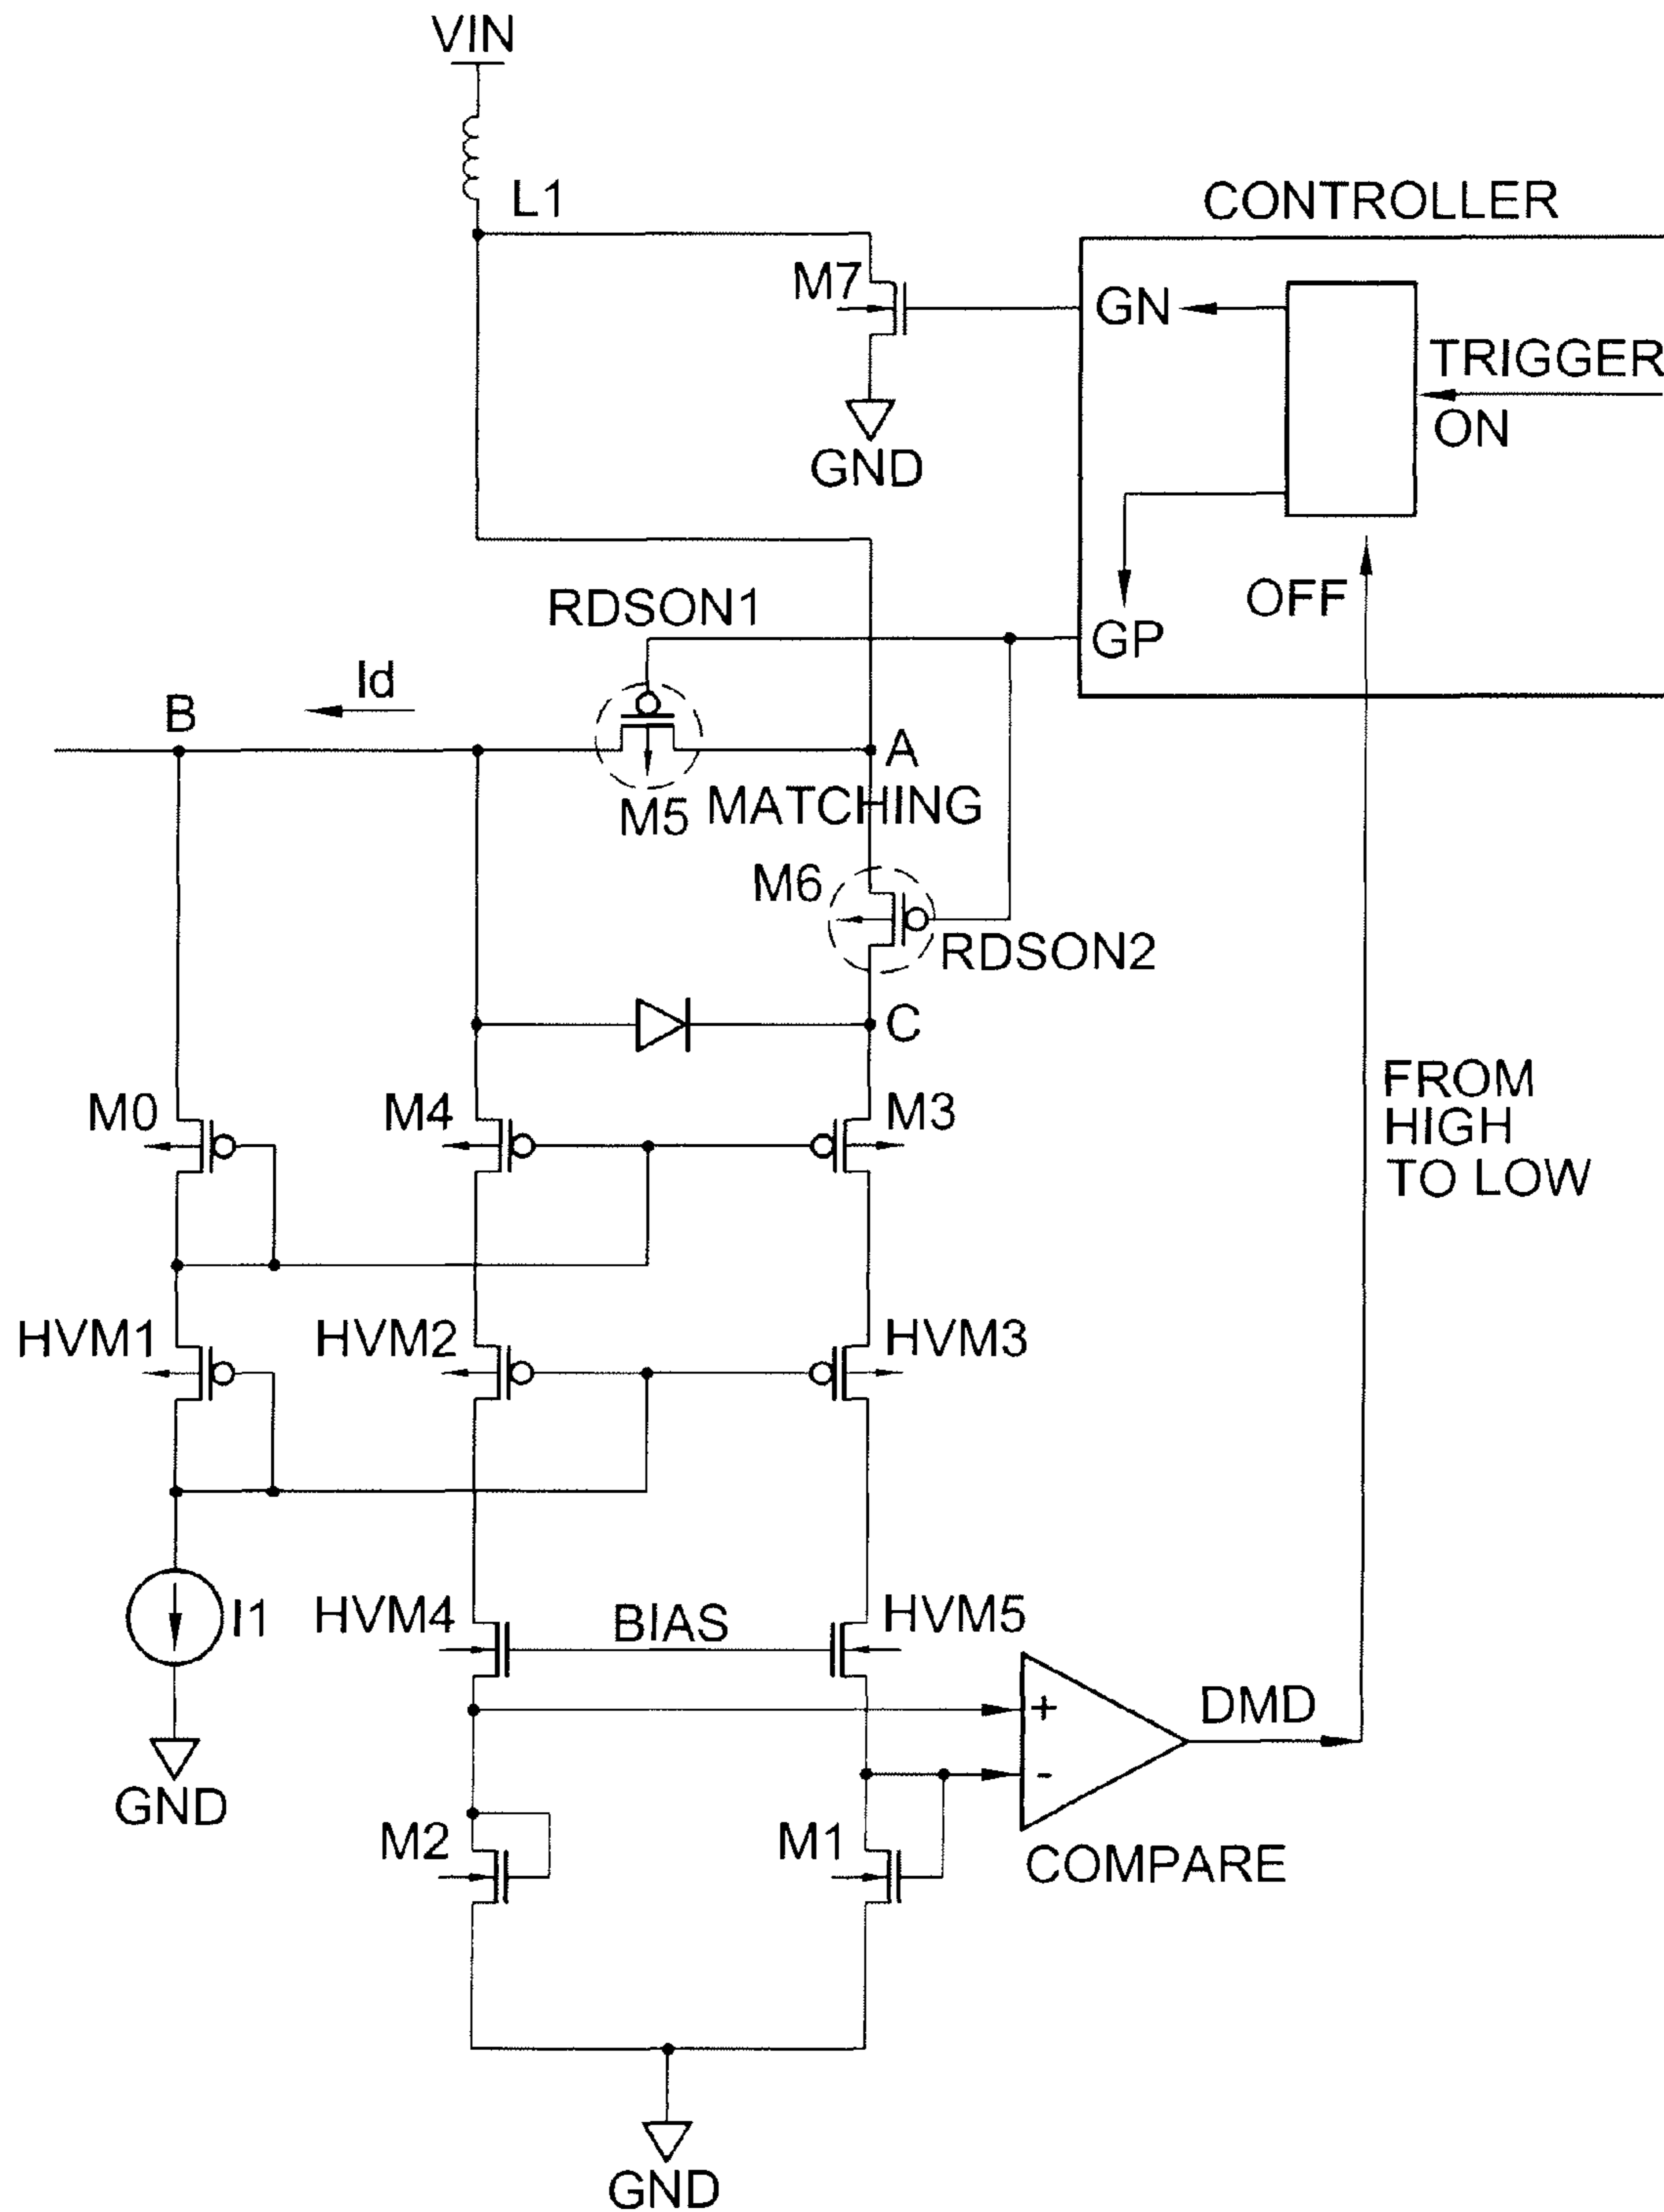 VIN
L1
CONTROLLER
M7
GN
TRIGGER
ON
GND
OFF
RDSON1
GP
Id
B
A
M5
MATCHING
M6
RDSON2
C
FROM
HIGH
TO LOW
M0
M4
M3
HVM1
HVM2
HVM3
I1
HVM4
BIAS
HVM5
+
DMD
-
GND
M2
M1
COMPARE
GND